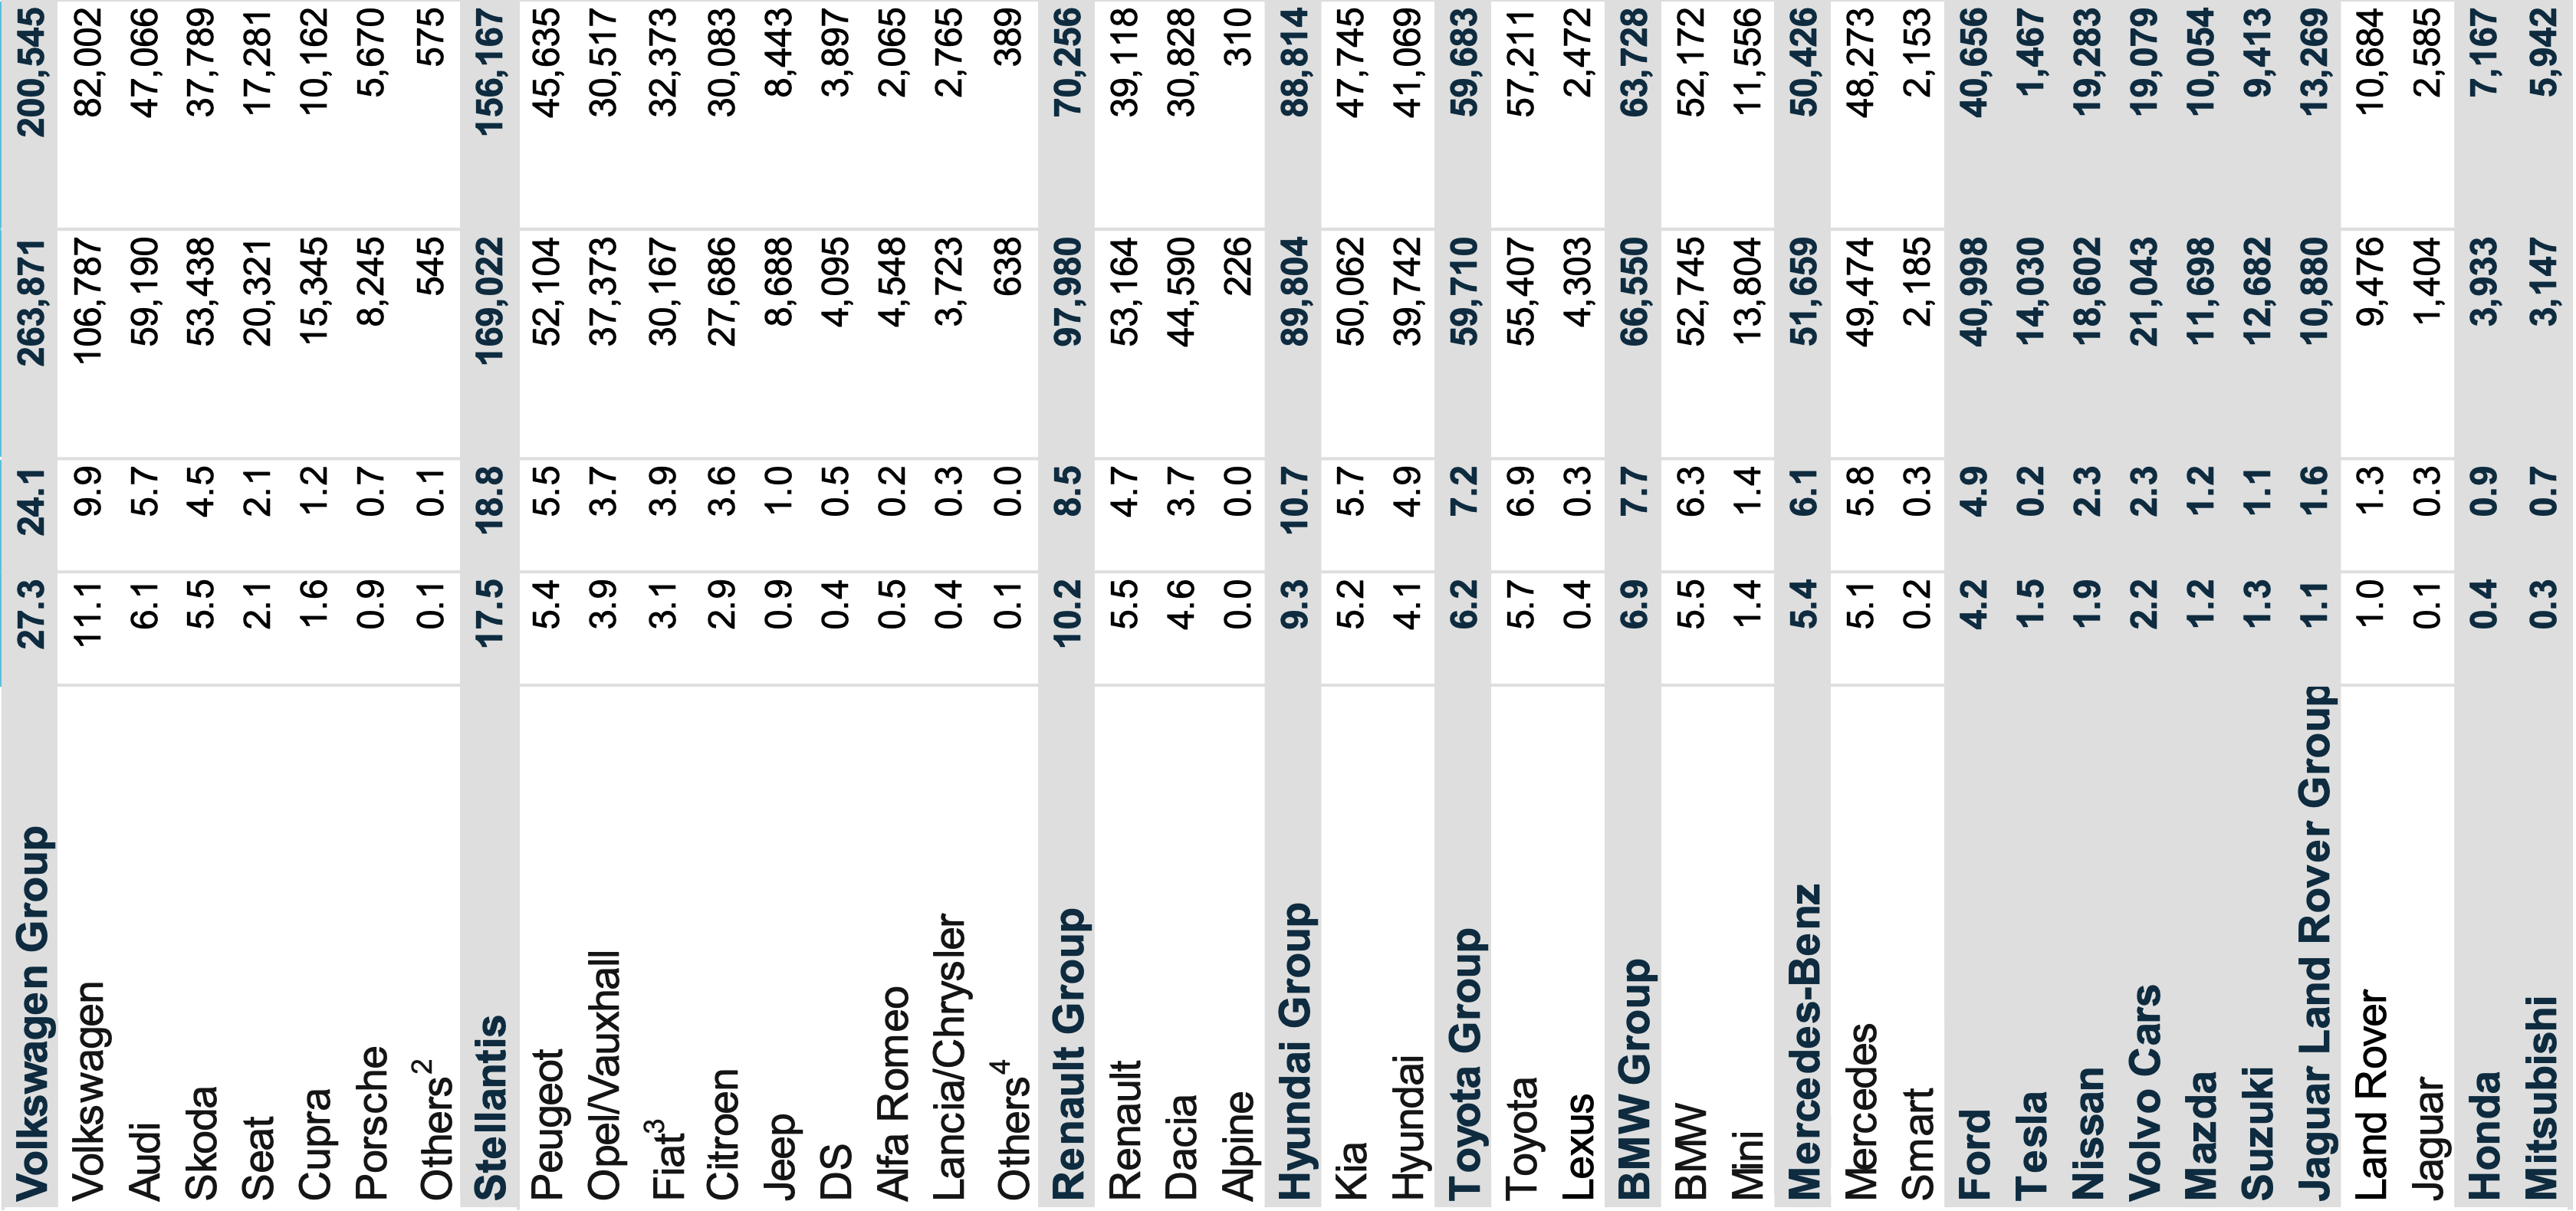 Volkswagen Group 27.3 24.1 263,871 200,545
Volkswagen 11.1 9.9 106,787 82,002
Audi 6.1 5.7 59,190 47,066
Skoda 5.5 4.5 53,438 37,789
Seat 2.1 2.1 20,321 17,281
Cupra 1.6 1.2 15,345 10,162
Porsche 0.9 0.7 8,245 5,670
Others² 0.1 0.1 545 575
Stellantis 17.5 18.8 169,022 156,167
Peugeot 5.4 5.5 52,104 45,635
Opel/Vauxhall 3.9 3.7 37,373 30,517
Fiat³ 3.1 3.9 30,167 32,373
Citroen 2.9 3.6 27,686 30,083
Jeep 0.9 1.0 8,688 8,443
DS 0.4 0.5 4,095 3,897
Alfa Romeo 0.5 0.2 4,548 2,065
Lancia/Chrysler 0.4 0.3 3,723 2,765
Others⁴ 0.1 0.0 638 389
Renault Group 10.2 8.5 97,980 70,256
Renault 5.5 4.7 53,164 39,118
Dacia 4.6 3.7 44,590 30,828
Alpine 0.0 0.0 226 310
Hyundai Group 9.3 10.7 89,804 88,814
Kia 5.2 5.7 50,062 47,745
Hyundai 4.1 4.9 39,742 41,069
Toyota Group 6.2 7.2 59,710 59,683
Toyota 5.7 6.9 55,407 57,211
Lexus 0.4 0.3 4,303 2,472
BMW Group 6.9 7.7 66,550 63,728
BMW 5.5 6.3 52,745 52,172
Mini 1.4 1.4 13,804 11,556
Mercedes-Benz 5.4 6.1 51,659 50,426
Mercedes 5.1 5.8 49,474 48,273
Smart 0.2 0.3 2,185 2,153
Ford 4.2 4.9 40,998 40,656
Tesla 1.5 0.2 14,030 1,467
Nissan 1.9 2.3 18,602 19,283
Volvo Cars 2.2 2.3 21,043 19,079
Mazda 1.2 1.2 11,698 10,054
Suzuki 1.3 1.1 12,682 9,413
Jaguar Land Rover Group 1.1 1.6 10,880 13,269
Land Rover 1.0 1.3 9,476 10,684
Jaguar 0.1 0.3 1,404 2,585
Honda 0.4 0.9 3,933 7,167
Mitsubishi 0.3 0.7 3,147 5,942